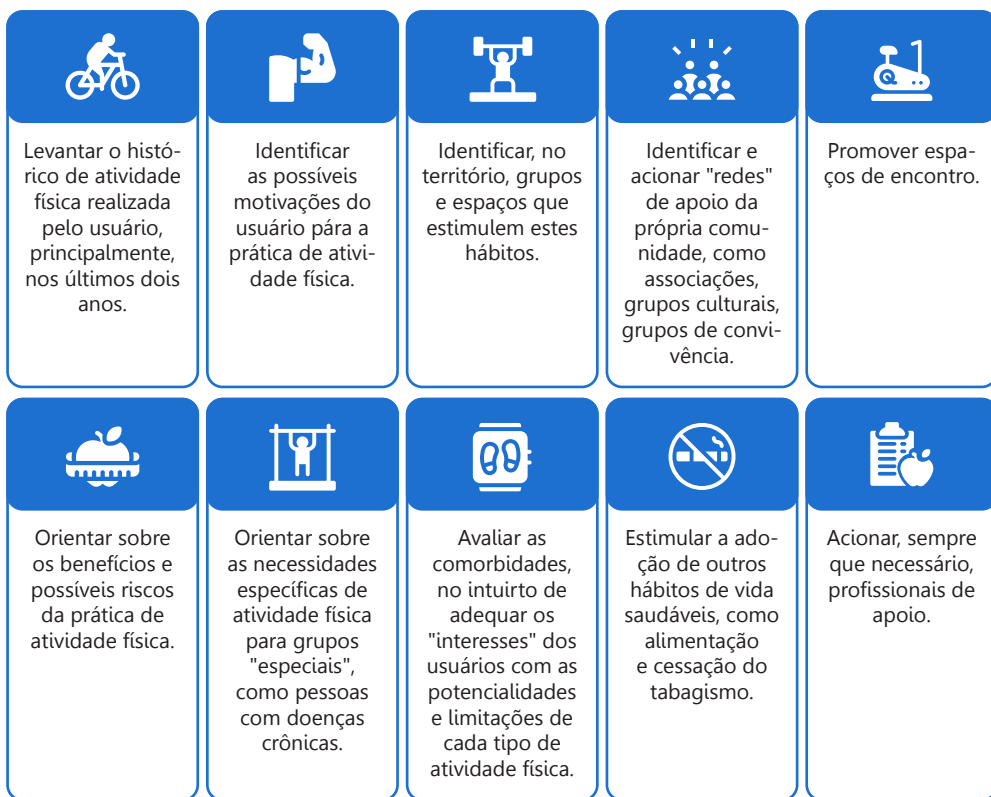 Levantar o histó-
rico de atividade
física realizada
pelo usuário,
principalmente,
nos últimos dois
anos.
Identificar
as possíveis
motivações do
usuário pára a
prática de ativi-
dade física.
Identificar, no
território, grupos
e espaços que
estimulem estes
hábitos.
Identificar e
acionar "redes"
de apoio da
própria comu-
nidade, como
associações,
grupos culturais,
grupos de convi-
vência.
Promover espa-
ços de encontro.
Orientar sobre
os benefícios e
possíveis riscos
da prática de
atividade física.
Orientar sobre
as necessidades
específicas de
atividade física
para grupos
"especiais",
como pessoas
com doenças
crônicas.
Avaliar as
comorbidades,
no intuirto de
adequar os
"interesses" dos
usuários com as
potencialidades
e limitações de
cada tipo de
atividade física.
Estimular a ado-
ção de outros
hábitos de vida
saudáveis, como
alimentação
e cessação do
tabagismo.
Acionar, sempre
que necessário,
profissionais de
apoio.